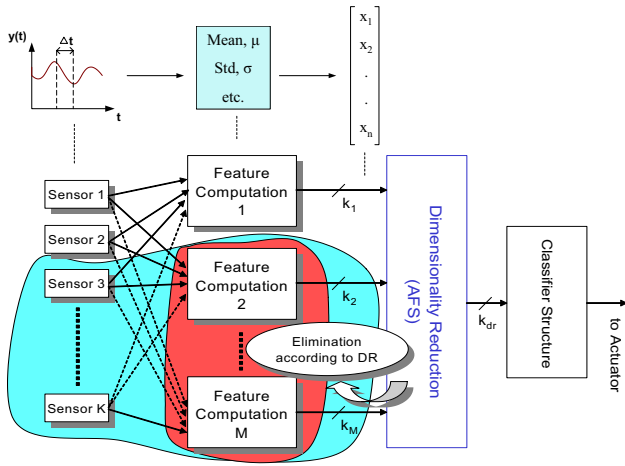 y(t)
Δt
t
Mean, μ
Std, σ
etc.
x1
x2
.
.
xn
Sensor 1
Sensor 2
Sensor 3
Sensor K
Feature
Computation
1
Feature
Computation
2
Elimination
according to DR
Feature
Computation
M
k1
k2
kM
Dimensionality Reduction
(AFS)
kdr
Classifier Structure
to Actuator